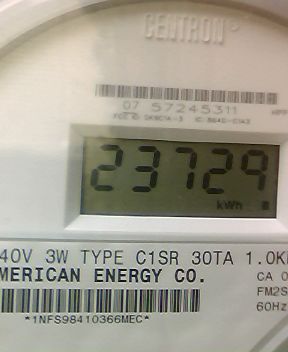 CENTRON®
07 57245311
23729
kWh
40V 3W TYPE C1SR 30TA 1.0K
MERICAN ENERGY CO.
CA 0
FM2S
60Hz
*1NFS98410366MEC*